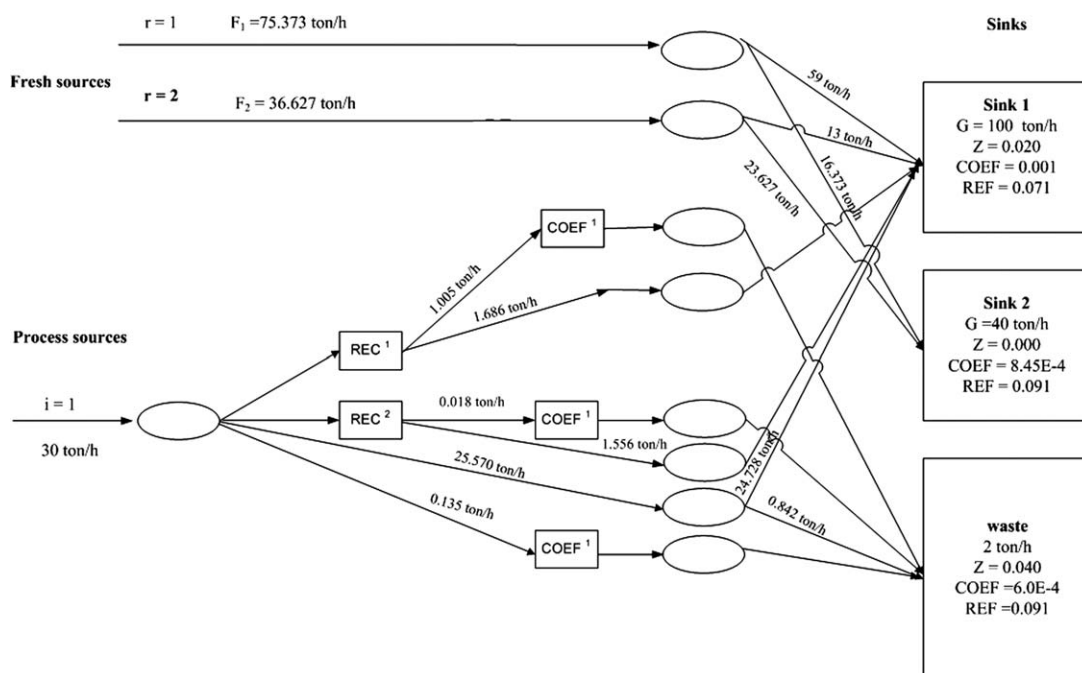 r = 1
F1 =75.373 ton/h
Sinks
Fresh sources
r = 2
F2 = 36.627 ton/h
59 ton/h
13 ton/h
16.373 ton/h
23.627 ton/h
Sink 1
G = 100 ton/h
Z = 0.020
COEF = 0.001
REF = 0.071
COEF 1
1.005 ton/h
1.686 ton/h
Process sources
REC 1
Sink 2
G =40 ton/h
Z = 0.000
COEF = 8.45E-4
REF = 0.091
i = 1
30 ton/h
REC 2
0.018 ton/h
COEF 1
1.556 ton/h
25.570 ton/h
24.728 ton/h
0.135 ton/h
0.842 ton/h
COEF 1
waste
2 ton/h
Z = 0.040
COEF =6.0E-4
REF =0.091